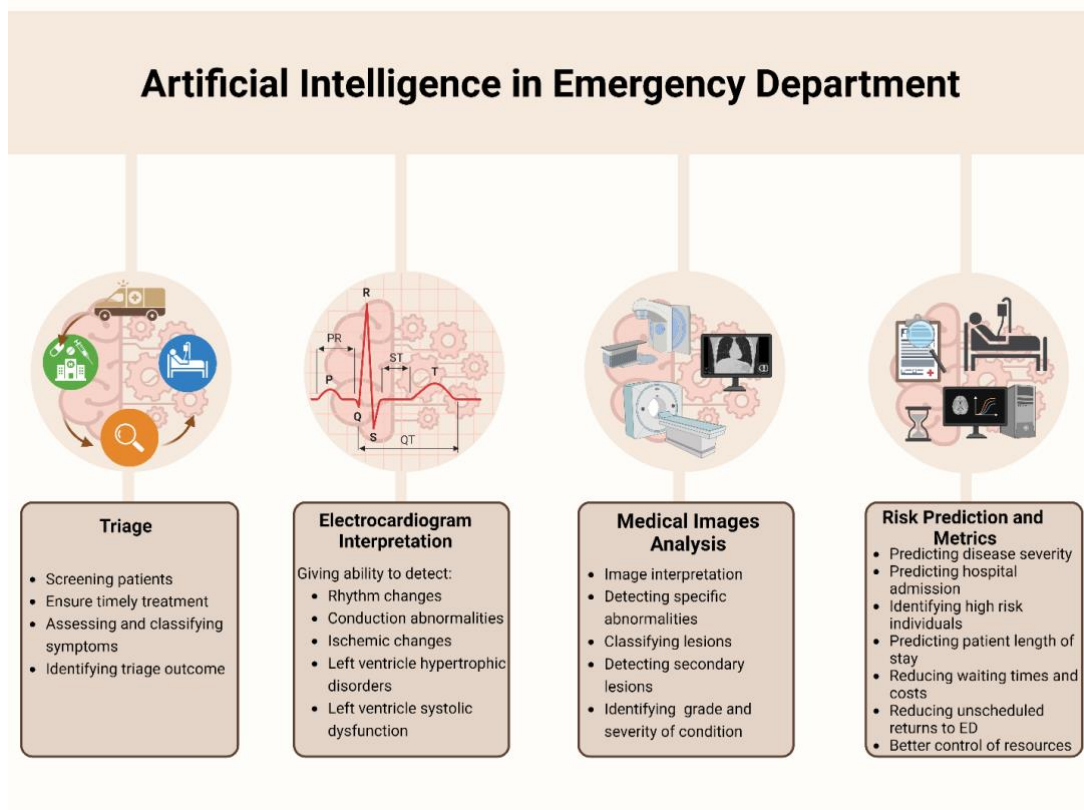 Artificial Intelligence in Emergency Department
R
PR
ST
P
T
Q
S
QT
Triage
• Screening patients
• Ensure timely treatment
• Assessing and classifying
symptoms
• Identifying triage outcome
Electrocardiogram
Interpretation
Giving ability to detect:
• Rhythm changes
• Conduction abnormalities
• Ischemic changes
• Left ventricle hypertrophic
disorders
• Left ventricle systolic
dysfunction
Medical Images
Analysis
• Image interpretation
• Detecting specific
abnormalities
• Classifying lesions
• Detecting secondary
lesions
• Identifying grade and
severity of condition
Risk Prediction and
Metrics
• Predicting disease severity
• Predicting hospital
admission
• Identifying high risk
individuals
• Predicting patient length of
stay
• Reducing waiting times and
costs
• Reducing unscheduled
returns to ED
• Better control of resources